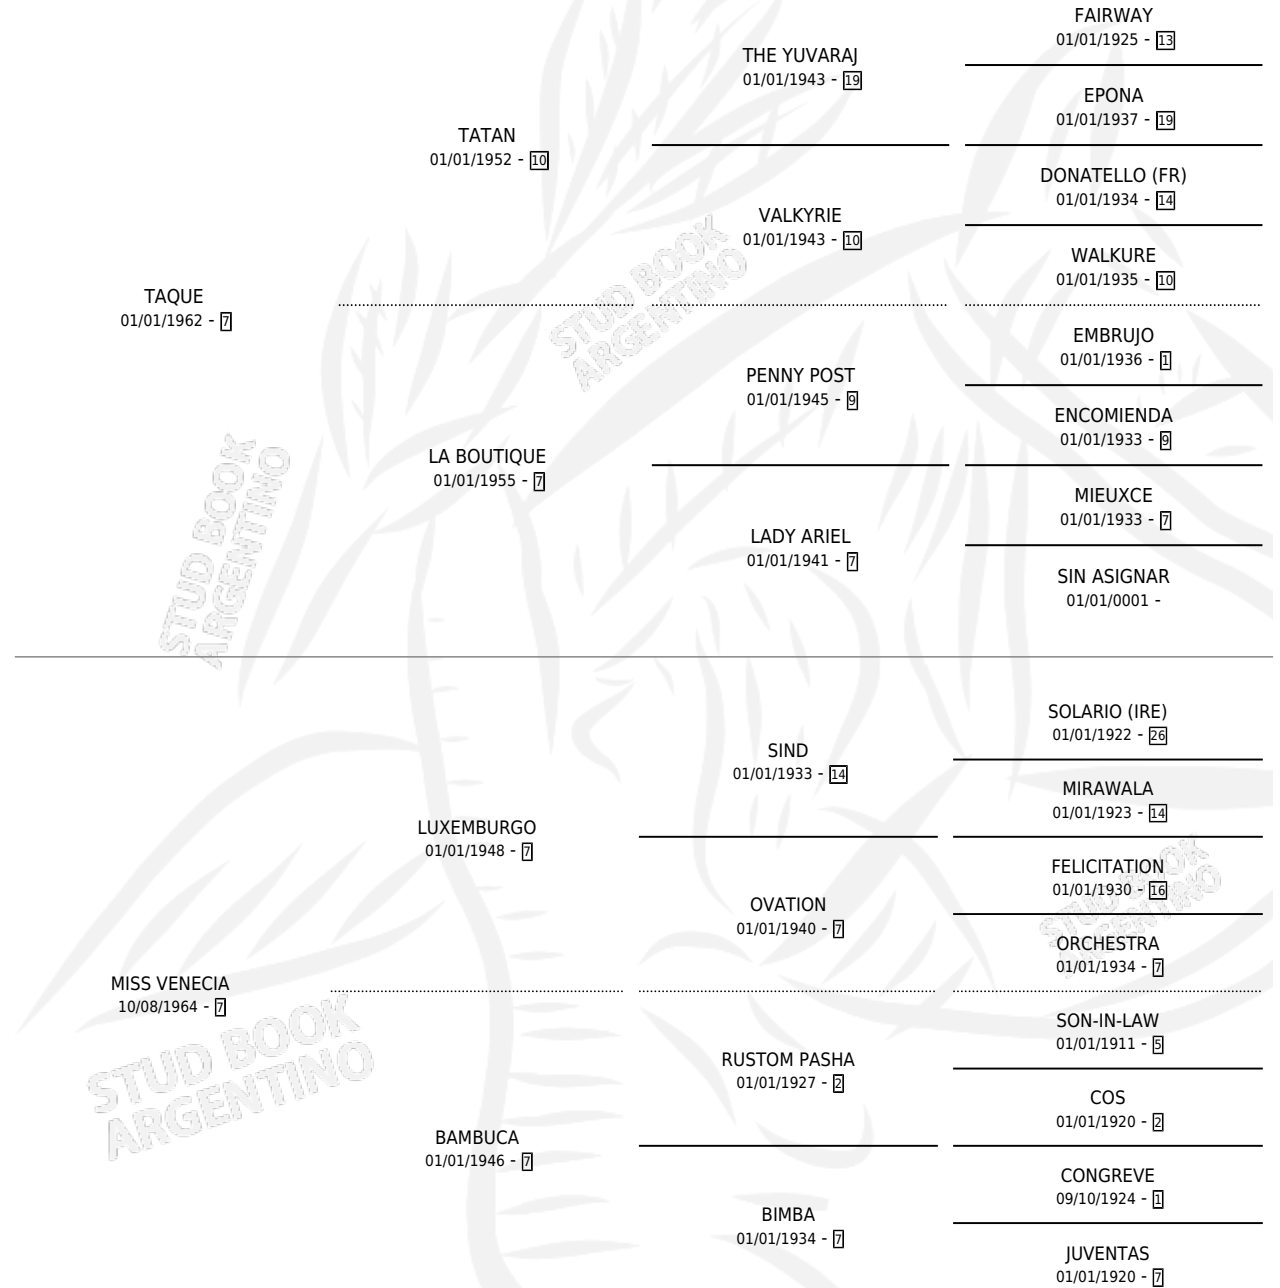 FAIRWAY
01/01/1925 - 13
THE YUVARAJ
01/01/1943 - 19
EPONA
01/01/1937 - 19
TATAN
01/01/1952 - 10
DONATELLO (FR)
01/01/1934 - 14
VALKYRIE
01/01/1943 - 10
WALKURE
01/01/1935 - 10
TAQUE
01/01/1962 - 7
EMBRUJO
01/01/1936 - 1
PENNY POST
01/01/1945 - 9
ENCOMIENDA
01/01/1933 - 9
LA BOUTIQUE
01/01/1955 - 7
MIEUXCE
01/01/1933 - 7
LADY ARIEL
01/01/1941 - 7
SIN ASIGNAR
01/01/0001 -
STUD BOOK
ARGENTINO
STUD BOOK
ARGENTINO
SOLARIO (IRE)
01/01/1922 - 26
SIND
01/01/1933 - 14
MIRAWALA
01/01/1923 - 14
LUXEMBURGO
01/01/1948 - 7
FELICITATION
01/01/1930 - 16
OVATION
01/01/1940 - 7
ORCHESTRA
01/01/1934 - 7
MISS VENECIA
10/08/1964 - 7
SON-IN-LAW
01/01/1911 - 5
RUSTOM PASHA
01/01/1927 - 2
COS
01/01/1920 - 2
BAMBUCA
01/01/1946 - 7
CONGREVE
09/10/1924 - 1
BIMBA
01/01/1934 - 7
JUVENTAS
01/01/1920 - 7
STUD BOOK
ARGENTINO
STUD BOOK
ARGENTINO